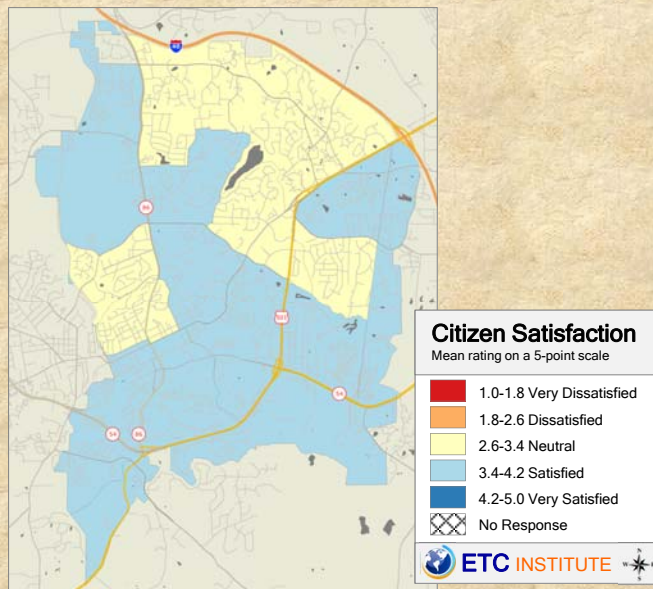 40
86
501
54
54
86
Citizen Satisfaction
Mean rating on a 5-point scale
1.0-1.8 Very Dissatisfied
1.8-2.6 Dissatisfied
2.6-3.4 Neutral
3.4-4.2 Satisfied
4.2-5.0 Very Satisfied
No Response
ETC INSTITUTE
N
W
E
S